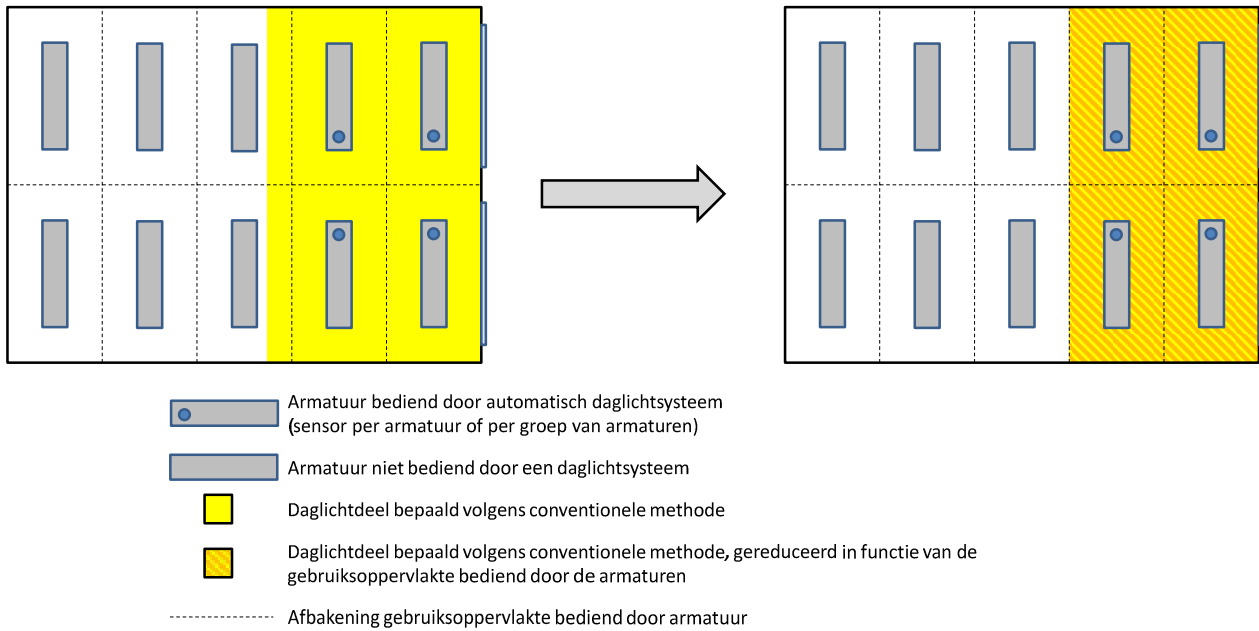 Armatuur bediend door automatisch daglichtsysteem
(sensor per armatuur of per groep van armaturen)
Armatuur niet bediend door een daglichtsysteem
Daglichtdeel bepaald volgens conventionele methode
Daglichtdeel bepaald volgens conventionele methode, gereduceerd in functie van de
gebruiksoppervlakte bediend door de armaturen
Afbakening gebruiksoppervlakte bediend door armatuur